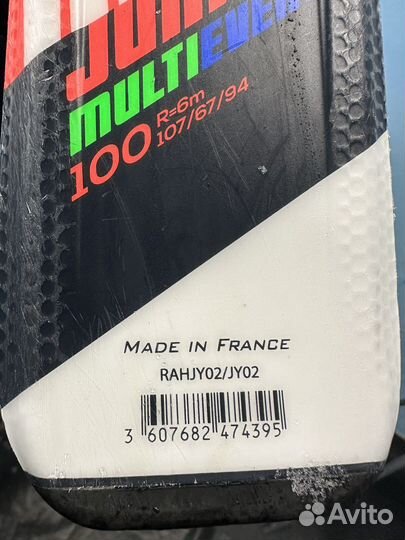 MULTI
100
R=6m
107/67/94
MADE IN FRANCE
RAHJY02/JY02
3 607682 474395
Avito